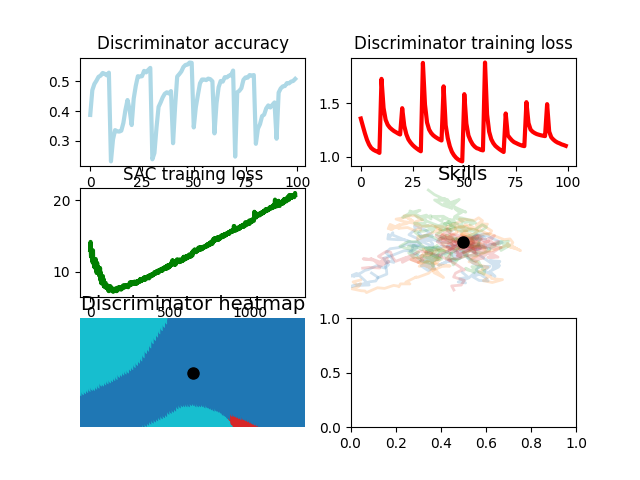 Discriminator accuracy
0.5
0.4
0.3
0 25 50 75 100
Discriminator training loss
1.5
1.0
0 25 50 75 100
SAC training loss
20
10
0 500 1000
Skills
Discriminator heatmap
1.0
0.5
0.0
0.0 0.2 0.4 0.6 0.8 1.0